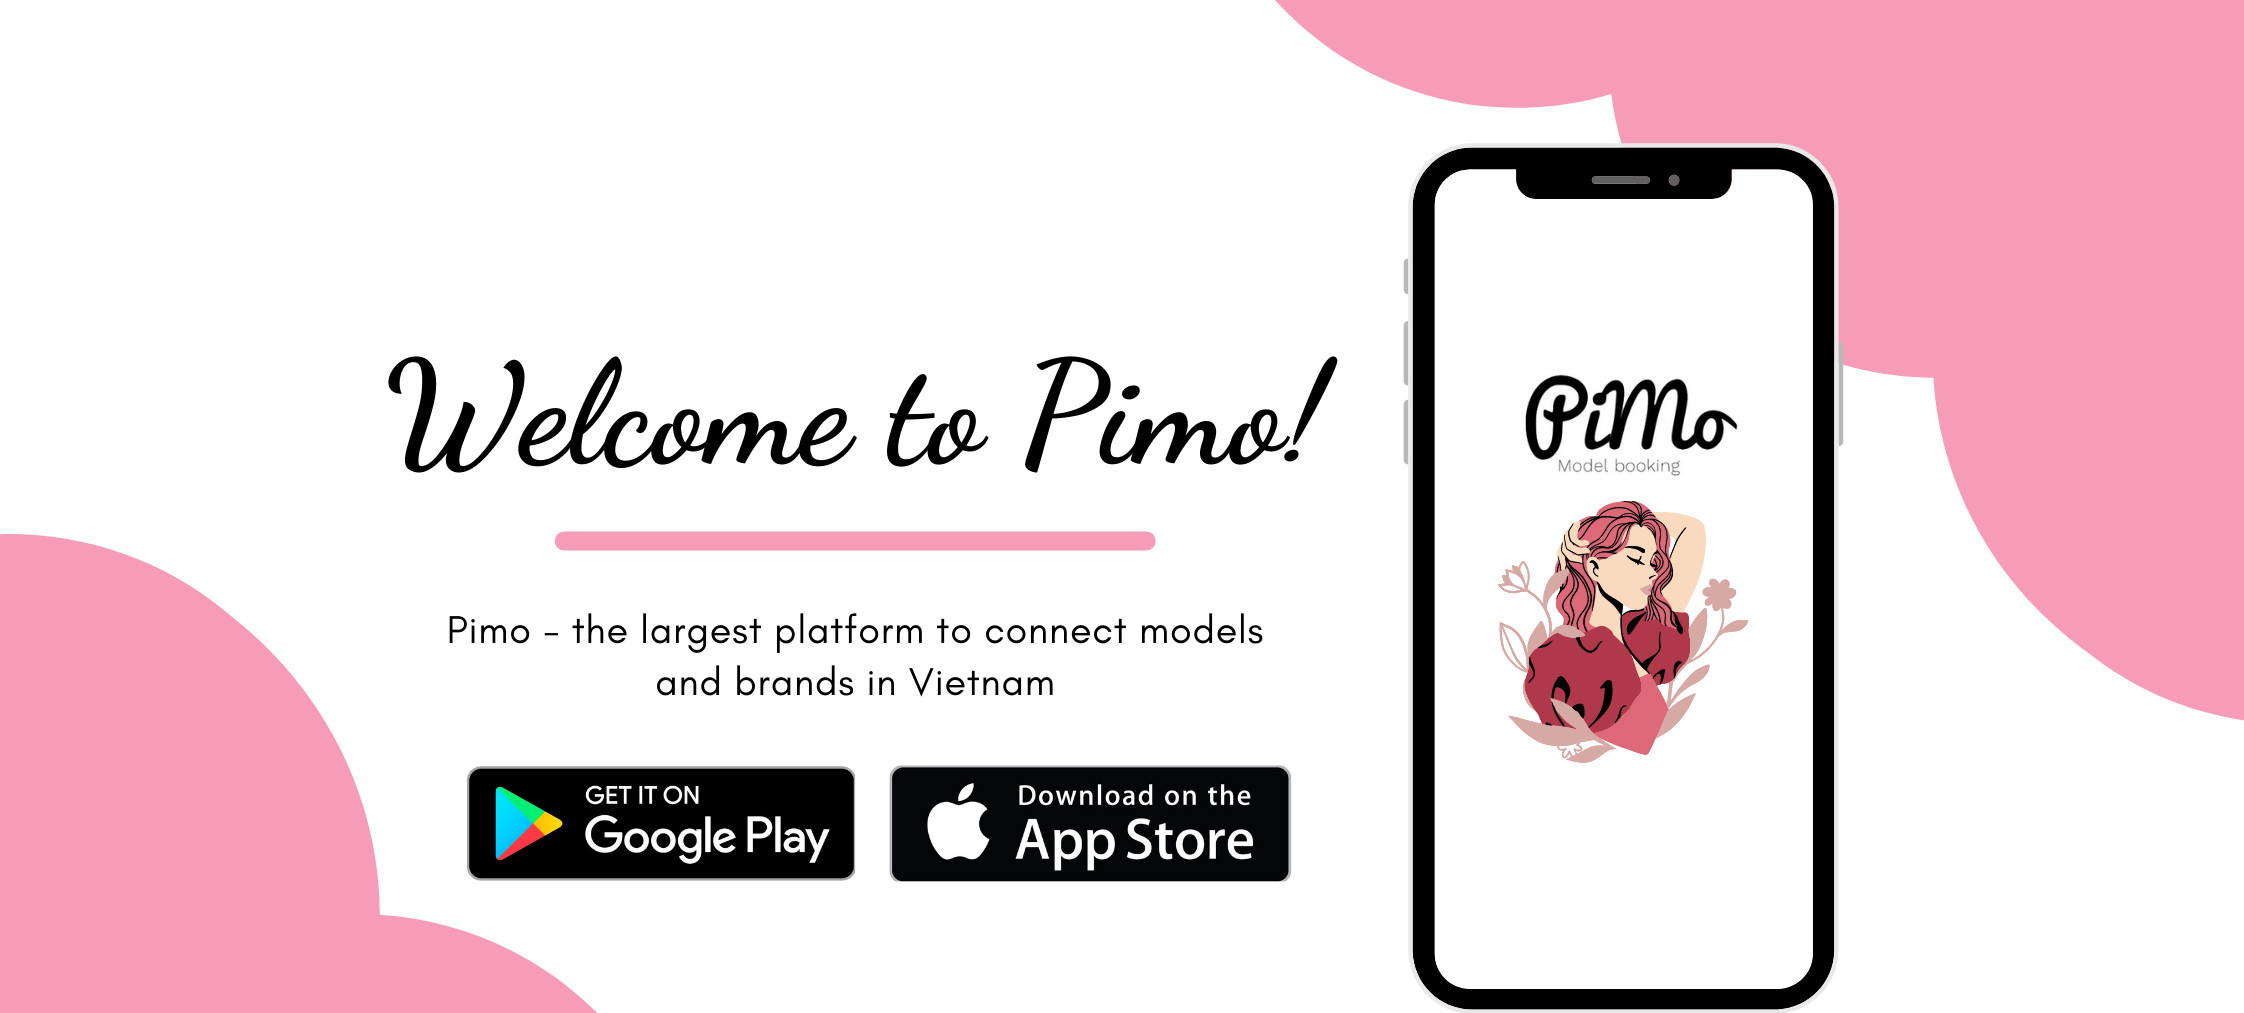 Welcome to Pimo!
Pimo - the largest platform to connect models
and brands in Vietnam
GET IT ON
Google Play
Download on the
App Store
PiMo
Model booking